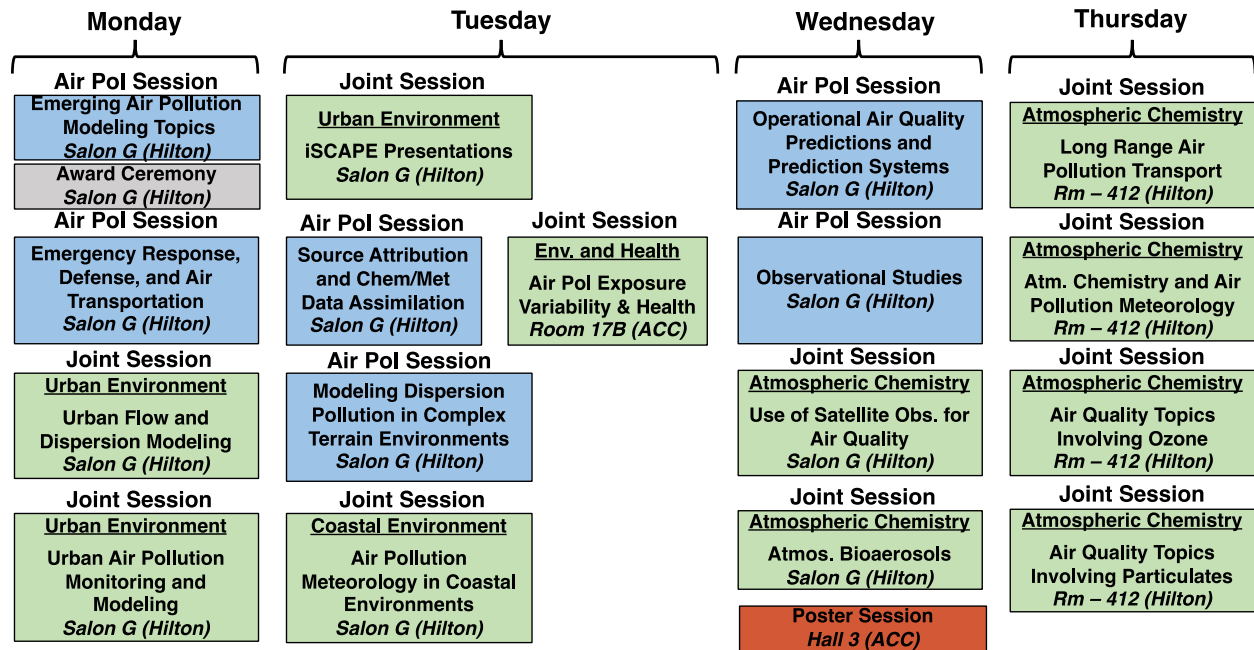 Monday
Air Pol Session
Emerging Air Pollution
Modeling Topics
Salon G (Hilton)
Award Ceremony
Salon G (Hilton)
Air Pol Session
Emergency Response,
Defense, and Air
Transportation
Salon G (Hilton)
Joint Session
Urban Environment
Urban Flow and
Dispersion Modeling
Salon G (Hilton)
Joint Session
Urban Environment
Urban Air Pollution
Monitoring and
Modeling
Salon G (Hilton)
Tuesday
Joint Session
Urban Environment
iSCAPE Presentations
Salon G (Hilton)
Air Pol Session
Source Attribution
and Chem/Met
Data Assimilation
Salon G (Hilton)
Joint Session
Env. and Health
Air Pol Exposure
Variability & Health
Room 17B (ACC)
Air Pol Session
Modeling Dispersion
Pollution in Complex
Terrain Environments
Salon G (Hilton)
Joint Session
Coastal Environment
Air Pollution
Meteorology in Coastal
Environments
Salon G (Hilton)
Wednesday
Air Pol Session
Operational Air Quality
Predictions and
Prediction Systems
Salon G (Hilton)
Air Pol Session
Observational Studies
Salon G (Hilton)
Joint Session
Atmospheric Chemistry
Use of Satellite Obs. for
Air Quality
Salon G (Hilton)
Joint Session
Atmospheric Chemistry
Atmos. Bioaerosols
Salon G (Hilton)
Poster Session
Hall 3 (ACC)
Thursday
Joint Session
Atmospheric Chemistry
Long Range Air
Pollution Transport
Rm – 412 (Hilton)
Joint Session
Atmospheric Chemistry
Atm. Chemistry and Air
Pollution Meteorology
Rm – 412 (Hilton)
Joint Session
Atmospheric Chemistry
Air Quality Topics
Involving Ozone
Rm – 412 (Hilton)
Joint Session
Atmospheric Chemistry
Air Quality Topics
Involving Particulates
Rm – 412 (Hilton)